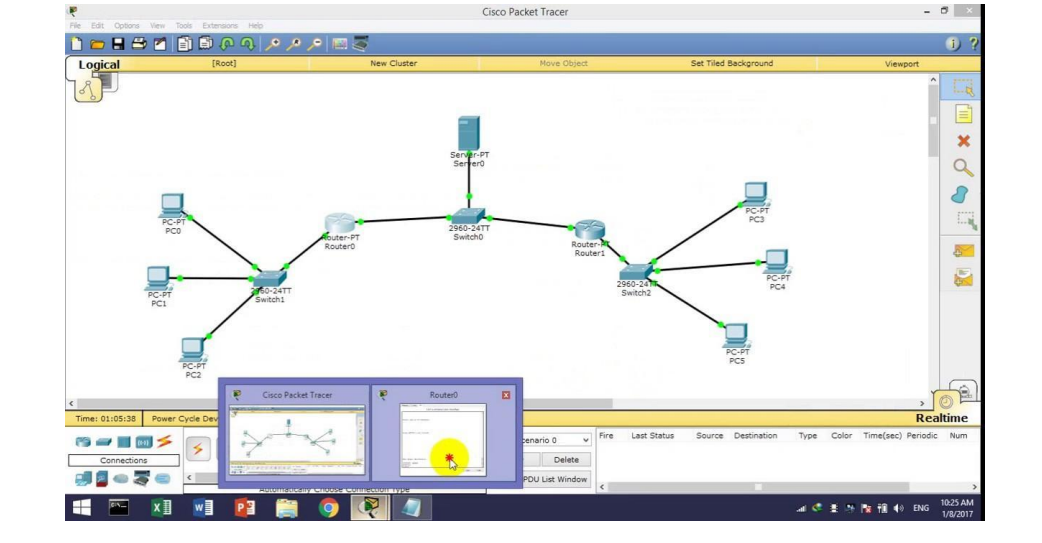 Cisco Packet Tracer
File Edit Options View Tools Extensions Help
Logical [Root] New Cluster Move Object Set Tiled Background Viewport
Server-PT
Server0
PC-PT
PC0
Router-PT
Router0
2960-24TT
Switch0
Router1
PC-PT
PC3
PC-PT
PC1
2960-24TT
Switch1
2960-24TT
Switch2
PC-PT
PC4
PC-PT
PC2
PC-PT
PC5
Cisco Packet Tracer
Router0
Time: 01:05:38 Power Cycle Dev
Realtime
Connections
Scenario 0
Fire Last Status Source Destination Type Color Time(sec) Periodic Num
Delete
PDU List Window
Automatically Choose Connection Type
ENG
10:25 AM
1/8/2017